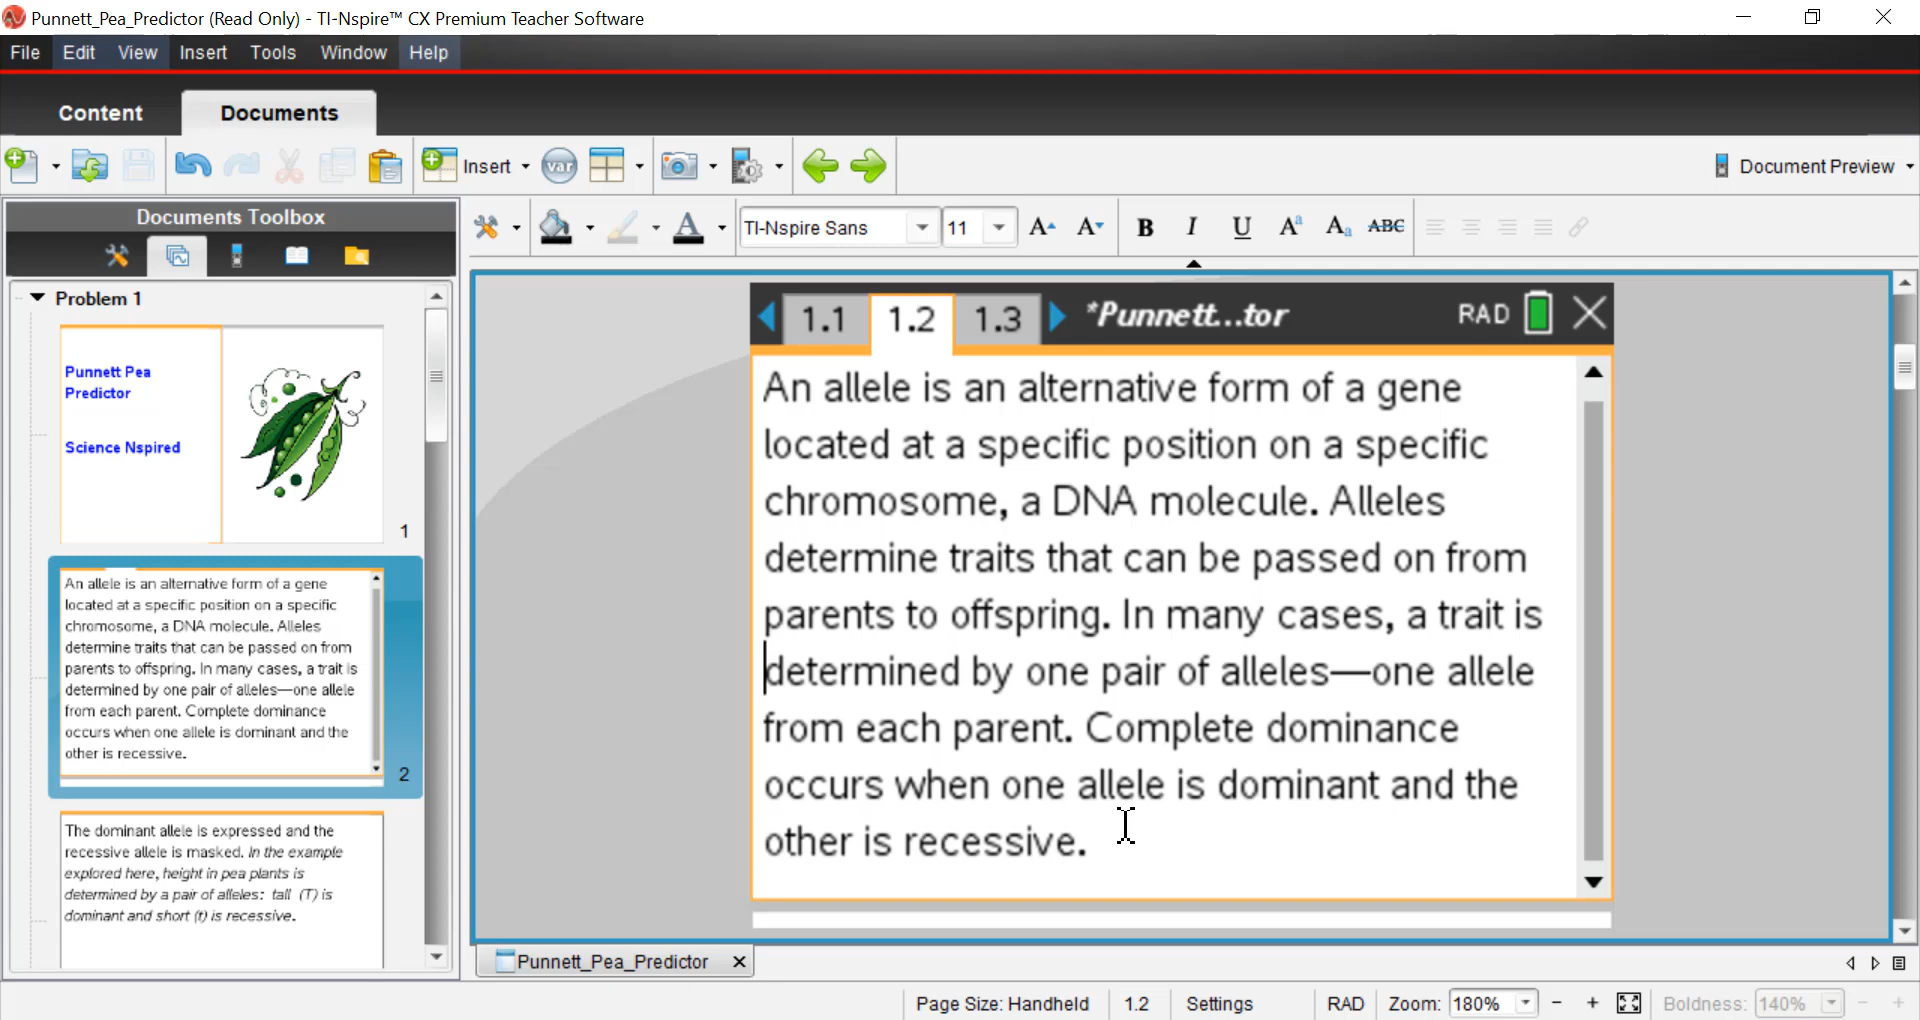 Punnett_Pea_Predictor (Read Only) - TI-Nspire™ CX Premium Teacher Software
File Edit View Insert Tools Window Help
Content Documents
Insert var Document Preview
Documents Toolbox
TI-Nspire Sans 11 A A B I U Aa Aa ABC
Problem 1
Punnett Pea
Predictor
Science Nspired
1
An allele is an alternative form of a gene
located at a specific position on a specific
chromosome, a DNA molecule. Alleles
determine traits that can be passed on from
parents to offspring. In many cases, a trait is
determined by one pair of alleles—one allele
from each parent. Complete dominance
occurs when one allele is dominant and the
other is recessive.
2
The dominant allele is expressed and the
recessive allele is masked. In the example
explored here, height in pea plants is
determined by a pair of alleles: tall (T) is
dominant and short (t) is recessive.
1.1 1.2 1.3 *Punnett...tor RAD
An allele is an alternative form of a gene
located at a specific position on a specific
chromosome, a DNA molecule. Alleles
determine traits that can be passed on from
parents to offspring. In many cases, a trait is
determined by one pair of alleles—one allele
from each parent. Complete dominance
occurs when one allele is dominant and the
other is recessive.
Punnett_Pea_Predictor
Page Size: Handheld 1.2 Settings RAD Zoom: 180% - + Boldness: 140% - +